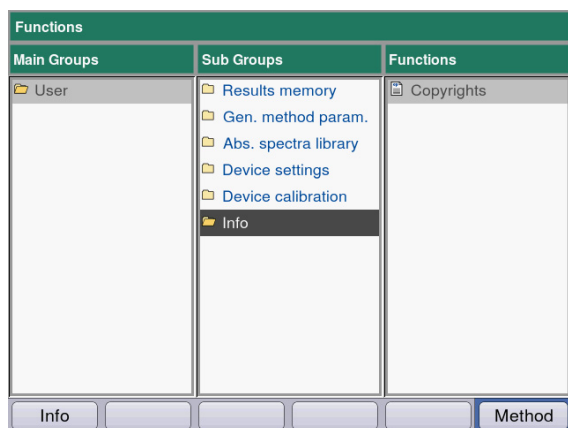 Functions
Main Groups
Sub Groups
Functions
User
Results memory
Gen. method param.
Abs. spectra library
Device settings
Device calibration
Info
Copyrights
Info
Method